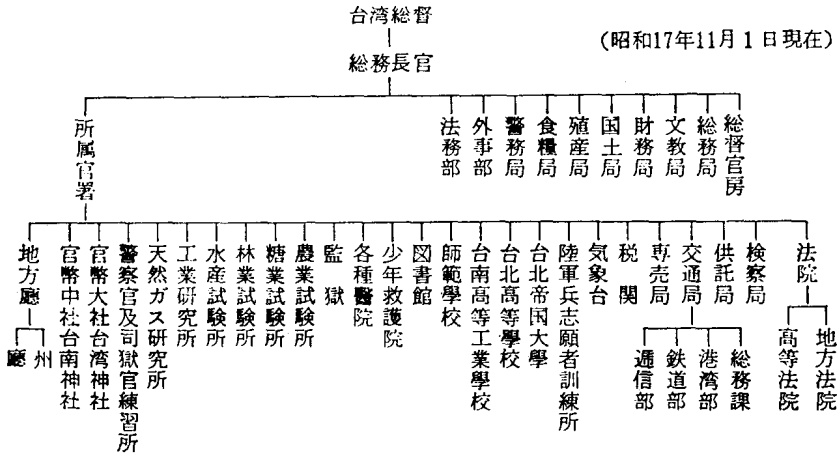 台湾総督
(昭和17年11月1日現在)
総務長官
総督官房
総務局
文教局
財務局
国土局
殖産局
食糧局
警務局
外事部
法務部
所属官署
法院
地方法院
高等法院
検察局
供託局
交通局
総務課
港湾部
鉄道部
逓信部
専売局
税関
気象台
陸軍兵志願者訓練所
台北帝国大學
台北高等學校
台南高等工業學校
師範學校
図書館
少年救護院
各種醫院
監獄
農業試験所
糖業試験所
林業試験所
水産試験所
工業研究所
天然ガス研究所
警察官及司獄官練習所
官幣大社台湾神社
官幣中社台南神社
地方廳
州
廳